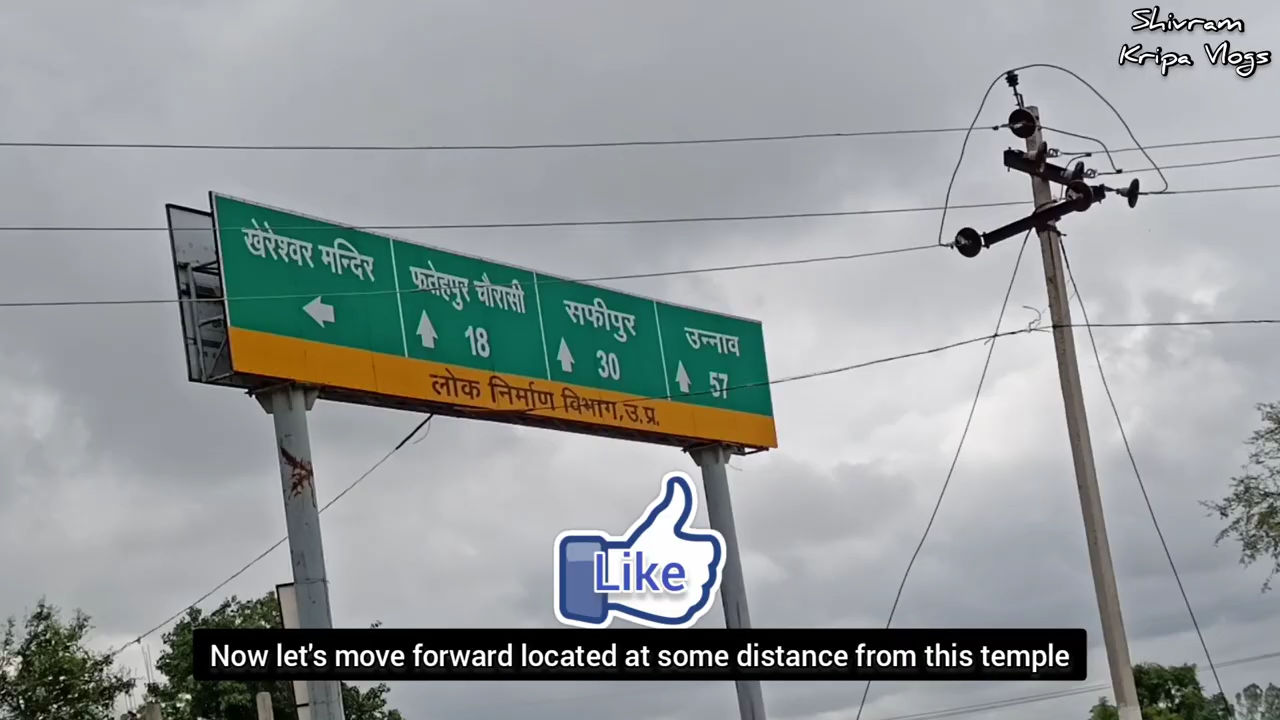 Shivram
Kripa Vlogs
खेरेश्वर मन्दिर
फतेहपुर चौरासी
18
सफीपुर
30
उन्नाव
57
लोक निर्माण विभाग,उ.प्र.
Like
Now let's move forward located at some distance from this temple